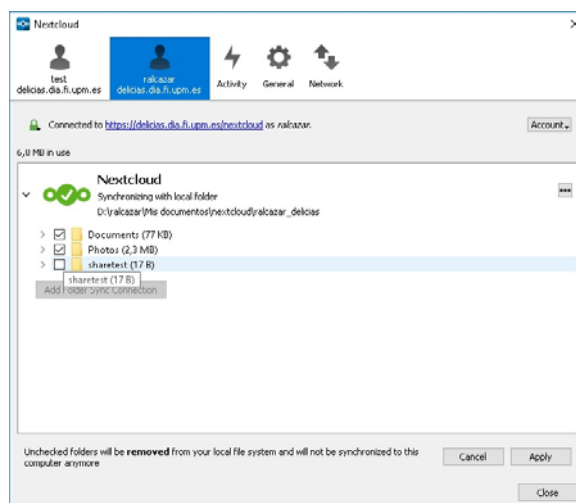 Nextcloud
test
delicias.dia.fi.upm.es
ralcazar
delicias.dia.fi.upm.es
Activity
General
Network
Connected to https://delicias.dia.fi.upm.es/nextcloud as ralcazar.
Account
6,8 MB in use
Nextcloud
Synchronizing with local folder
D:\ralcazar\Mis documentos\nextcloud\ralcazar_delicias
Documents (77 KB)
Photos (2,3 MB)
sharetest (17 B)
sharetest (17 B)
Add Folder Sync Connection
Unchecked folders will be removed from your local file system and will not be synchronized to this
computer anymore
Cancel
Apply
Close